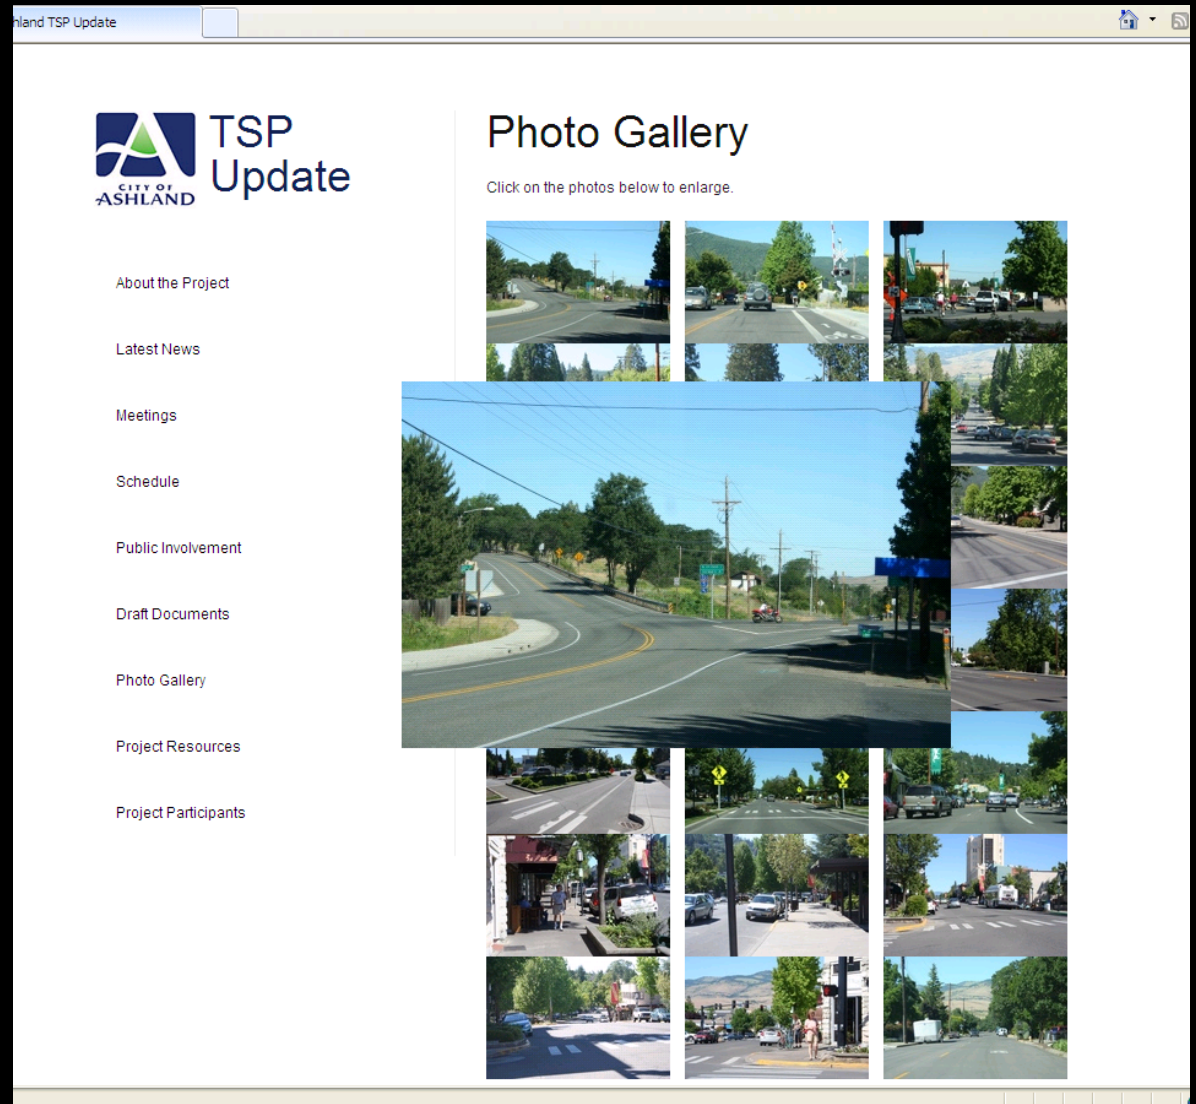 hland TSP Update
CITY OF
ASHLAND
TSP
Update
About the Project
Latest News
Meetings
Schedule
Public Involvement
Draft Documents
Photo Gallery
Project Resources
Project Participants
Photo Gallery
Click on the photos below to enlarge.